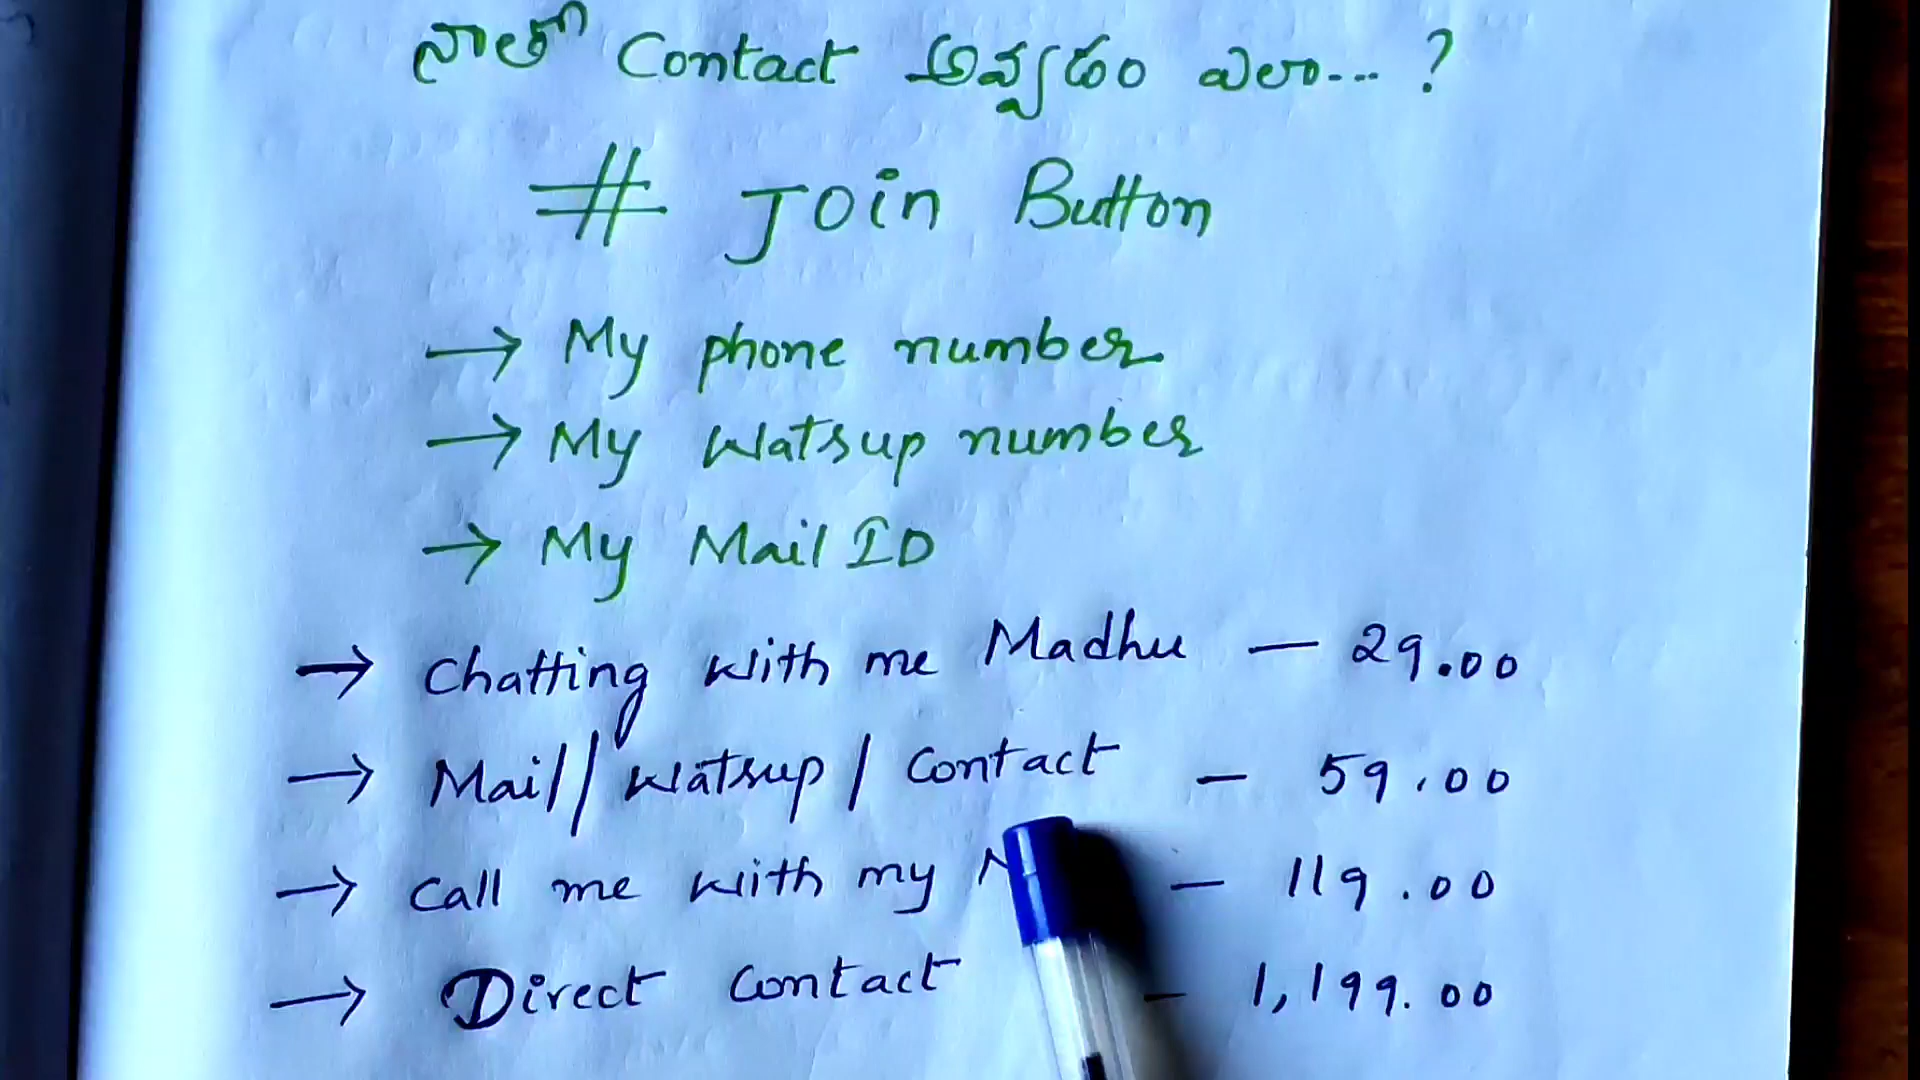 నాతో Contact అవ్వడం ఎలా... ?
# Join Button
→ My phone number
→ My Watsup number
→ My Mail ID
→ Chatting with me Madhu — 29.00
→ Mail/Watsup/Contact - 59.00
→ Call me with my - 119.00
→ Direct Contact - 1,199.00